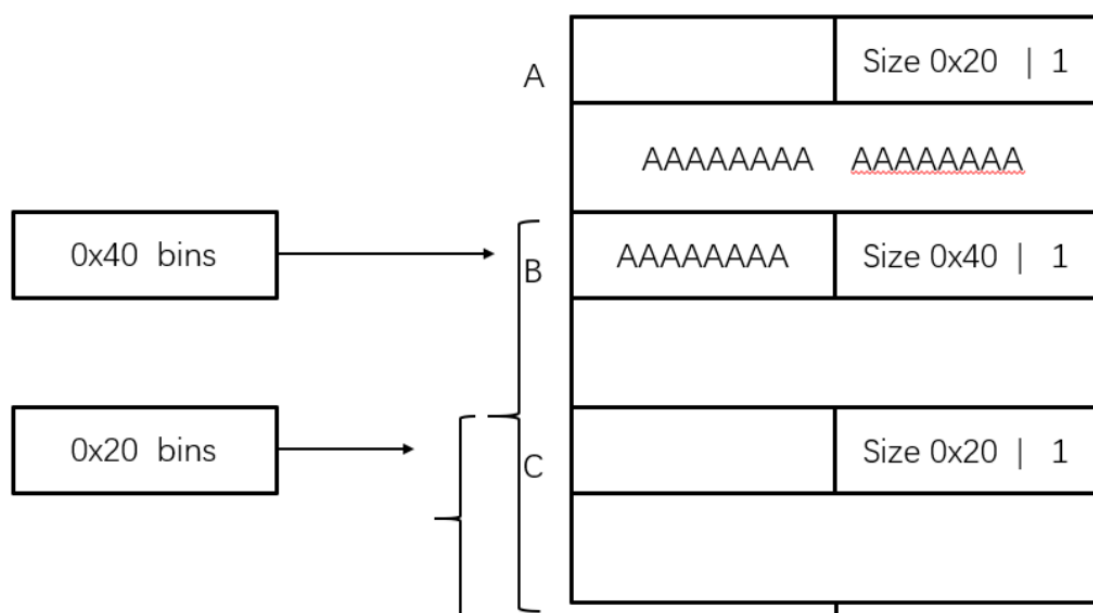 Size 0x20 | 1
A
AAAAAAAA AAAAAAAA
0x40 bins
B
AAAAAAAA
Size 0x40 | 1
0x20 bins
C
Size 0x20 | 1